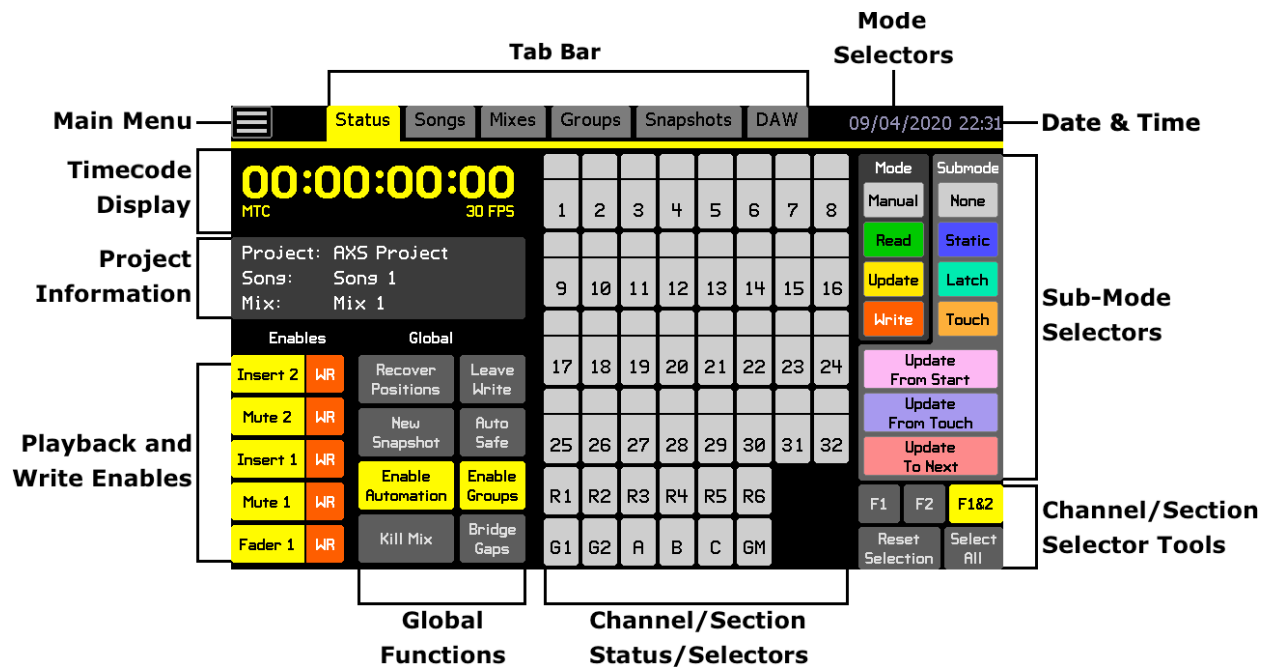 Mode
Selectors
Tab Bar
Main Menu
Status Songs Mixes Groups Snapshots DAW 09/04/2020 22:31
Date & Time
Timecode
Display
00:00:00:00
MTC 30 FPS
Project
Information
Project: AXS Project
Song: Song 1
Mix: Mix 1
Enables Global
Playback and
Write Enables
Insert 2 WR
Mute 2 WR
Insert 1 WR
Mute 1 WR
Fader 1 WR
Recover
Positions
Leave
Write
New
Snapshot
Auto
Safe
Enable
Automation
Enable
Groups
Kill Mix
Bridge
Gaps
1 2 3 4 5 6 7 8
9 10 11 12 13 14 15 16
17 18 19 20 21 22 23 24
25 26 27 28 29 30 31 32
R1 R2 R3 R4 R5 R6
G1 G2 A B C GM
Mode Submode
Manual None
Read Static
Update Latch
Write Touch
Update
From Start
Update
From Touch
Update
To Next
Sub-Mode
Selectors
F1 F2 F1&2
Reset
Selection
Select
All
Channel/Section
Selector Tools
Global
Functions
Channel/Section
Status/Selectors